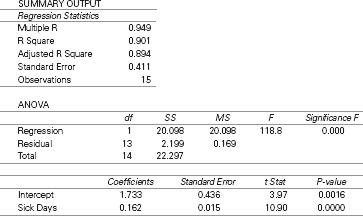 SUMMARY OUTPUT
Regression Statistics
Multiple R 0.949
R Square 0.901
Adjusted R Square 0.894
Standard Error 0.411
Observations 15
ANOVA
df SS MS F Significance F
Regression 1 20.098 20.098 118.8 0.000
Residual 13 2.199 0.169
Total 14 22.297
Coefficients Standard Error t Stat P-value
Intercept 1.733 0.436 3.97 0.0016
Sick Days 0.162 0.015 10.90 0.0000